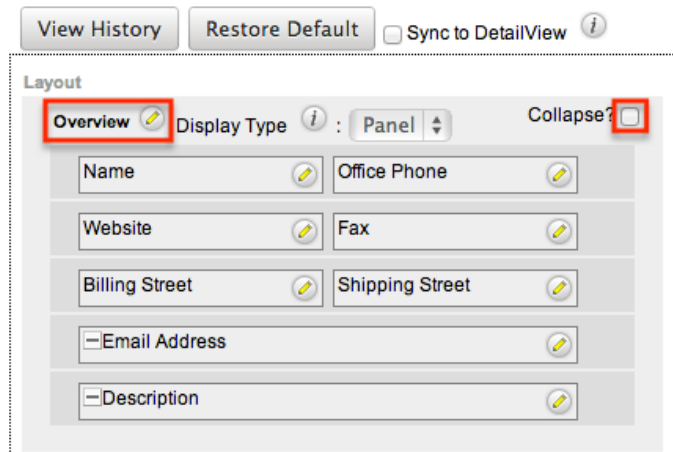 View History Restore Default Sync to DetailView i
Layout
Overview Display Type i : Panel Collapse?
Name Office Phone
Website Fax
Billing Street Shipping Street
Email Address
Description